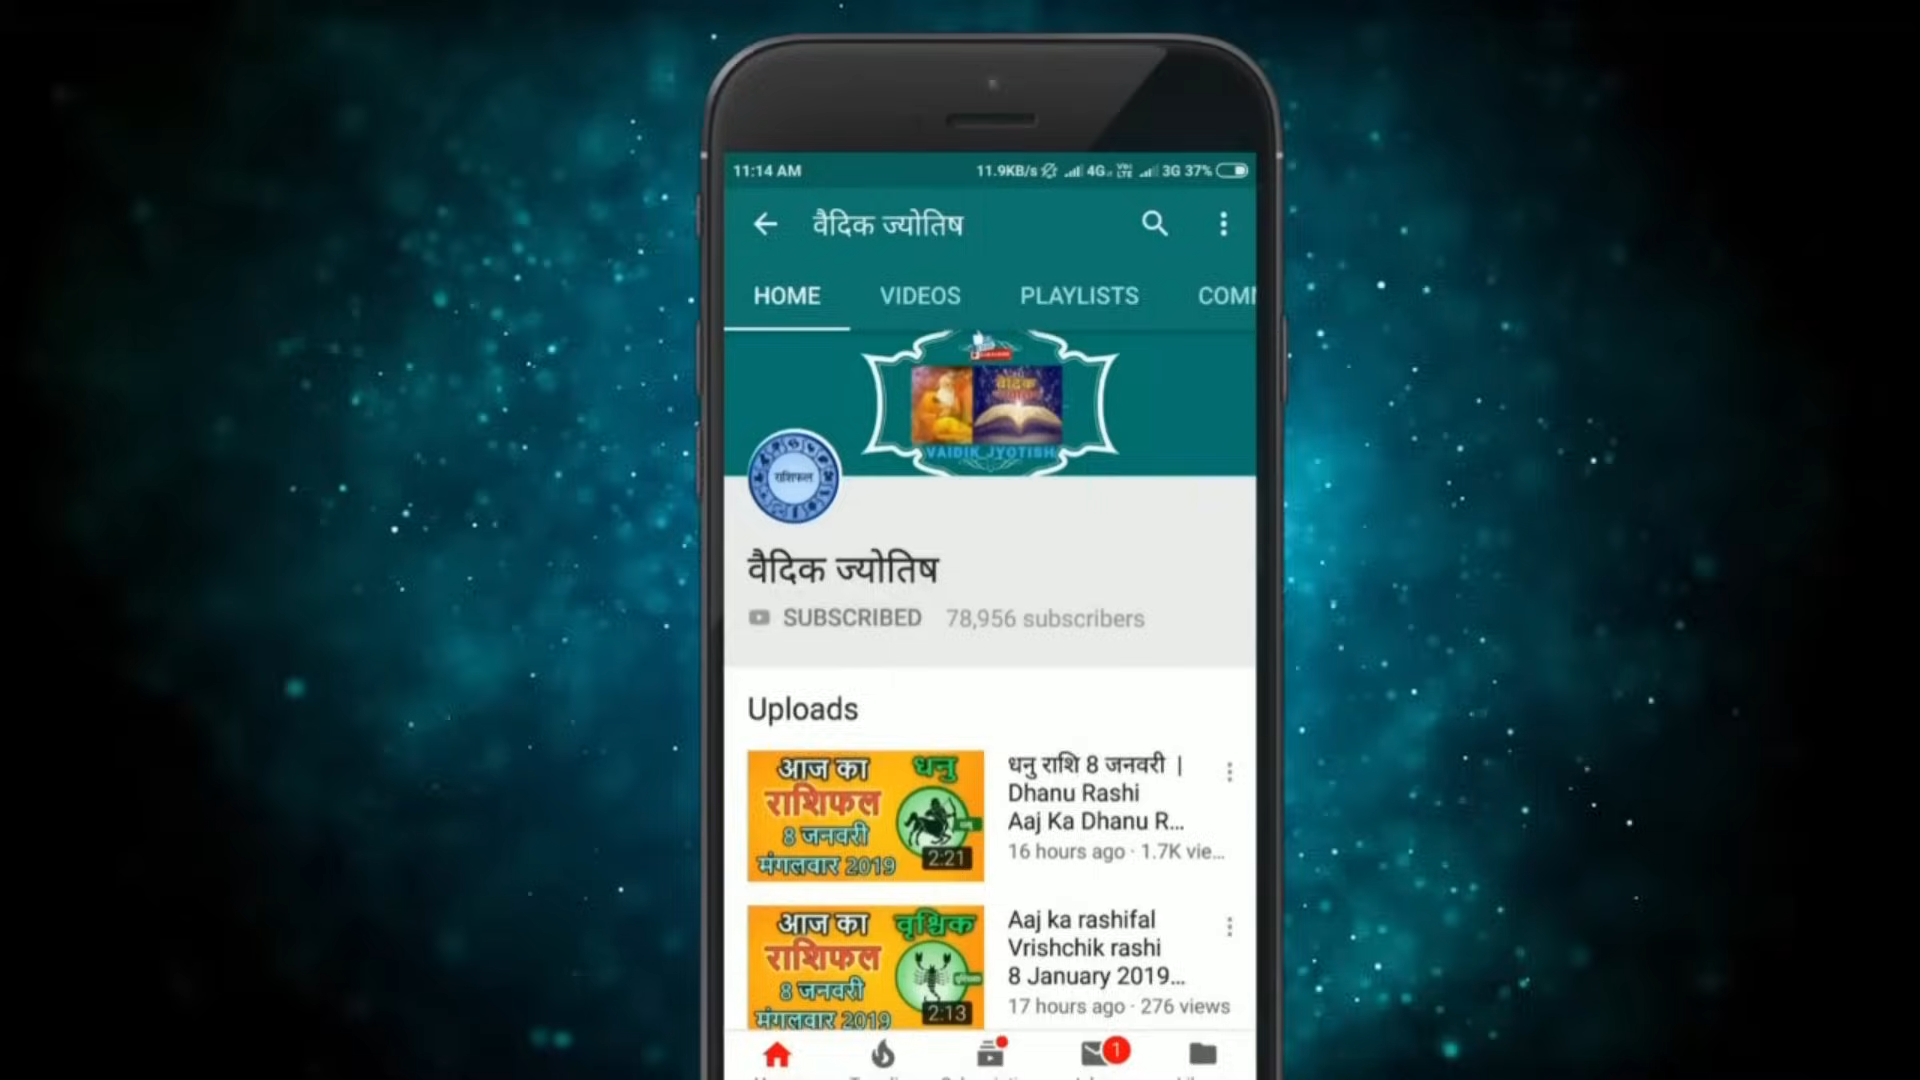 11:14 AM
11.9KB/s 4G VoLTE 3G 37%
वैदिक ज्योतिष
HOME VIDEOS PLAYLISTS COMM
वैदिक
VAIDIK JYOTISH
राशिफल
वैदिक ज्योतिष
SUBSCRIBED 78,956 subscribers
Uploads
आज का धनु
राशिफल
8 जनवरी
मंगलवार 2019
2:21
धनु राशि 8 जनवरी |
Dhanu Rashi
Aaj Ka Dhanu R...
16 hours ago · 1.7K vie...
आज का वृश्चिक
राशिफल
8 जनवरी
मंगलवार 2019
2:13
Aaj ka rashifal
Vrishchik rashi
8 January 2019...
17 hours ago · 276 views
1